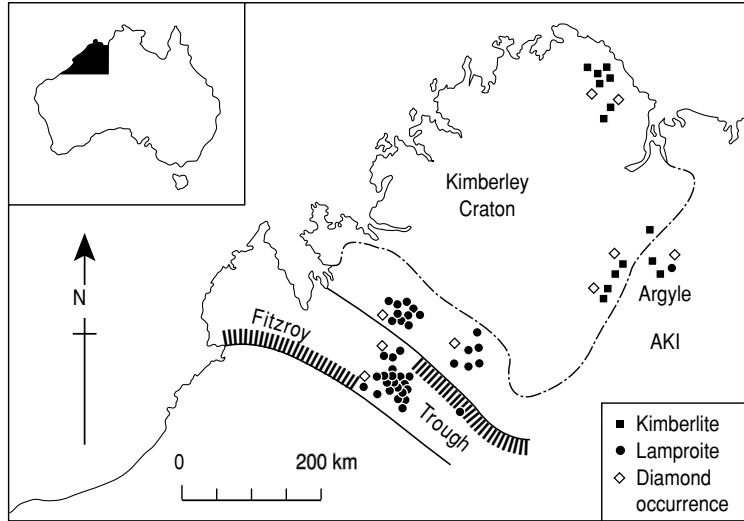 Kimberley
Craton
N
Fitzroy
Trough
Argyle
AKI
0
200 km
Kimberlite
Lamproite
Diamond
occurrence